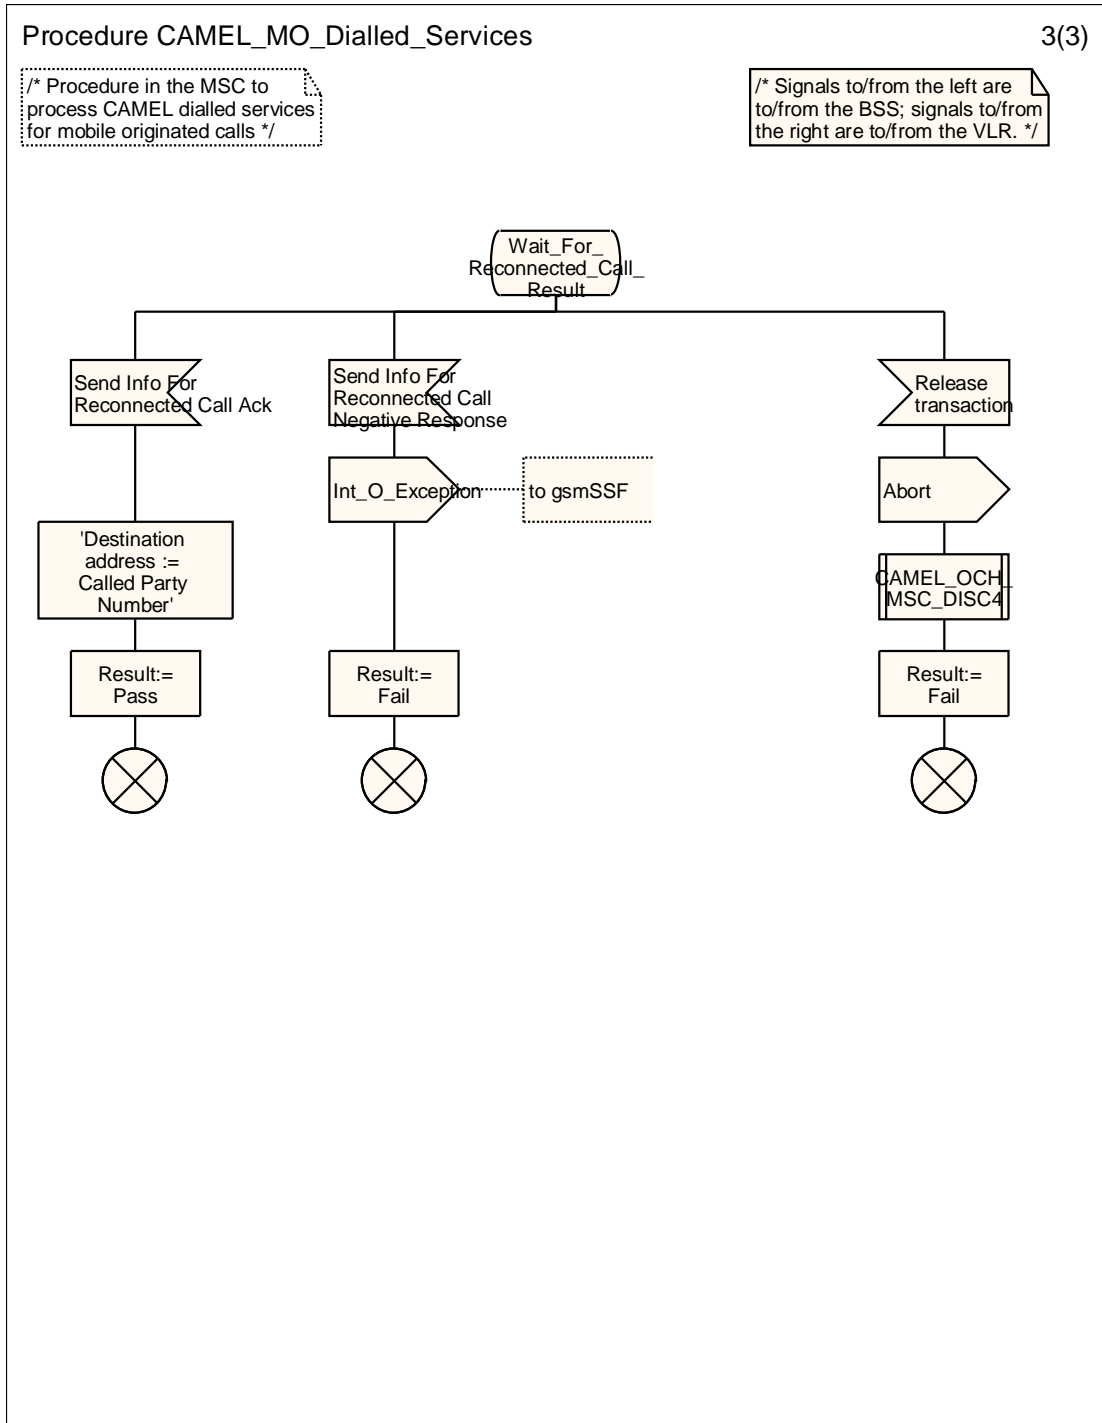 Procedure CAMEL_MO_Dialled_Services
3(3)
/* Procedure in the MSC to
process CAMEL dialled services
for mobile originated calls */
/* Signals to/from the left are
to/from the BSS; signals to/from
the right are to/from the VLR. */
Wait_For_
Reconnected_Call_
Result
Send Info For
Reconnected Call Ack
Send Info For
Reconnected Call
Negative Response
Release
transaction
Int_O_Exception
to gsmSSF
Abort
'Destination
address :=
Called Party
Number'
CAMEL_OCH_
MSC_DISC4
Result:=
Pass
Result:=
Fail
Result:=
Fail